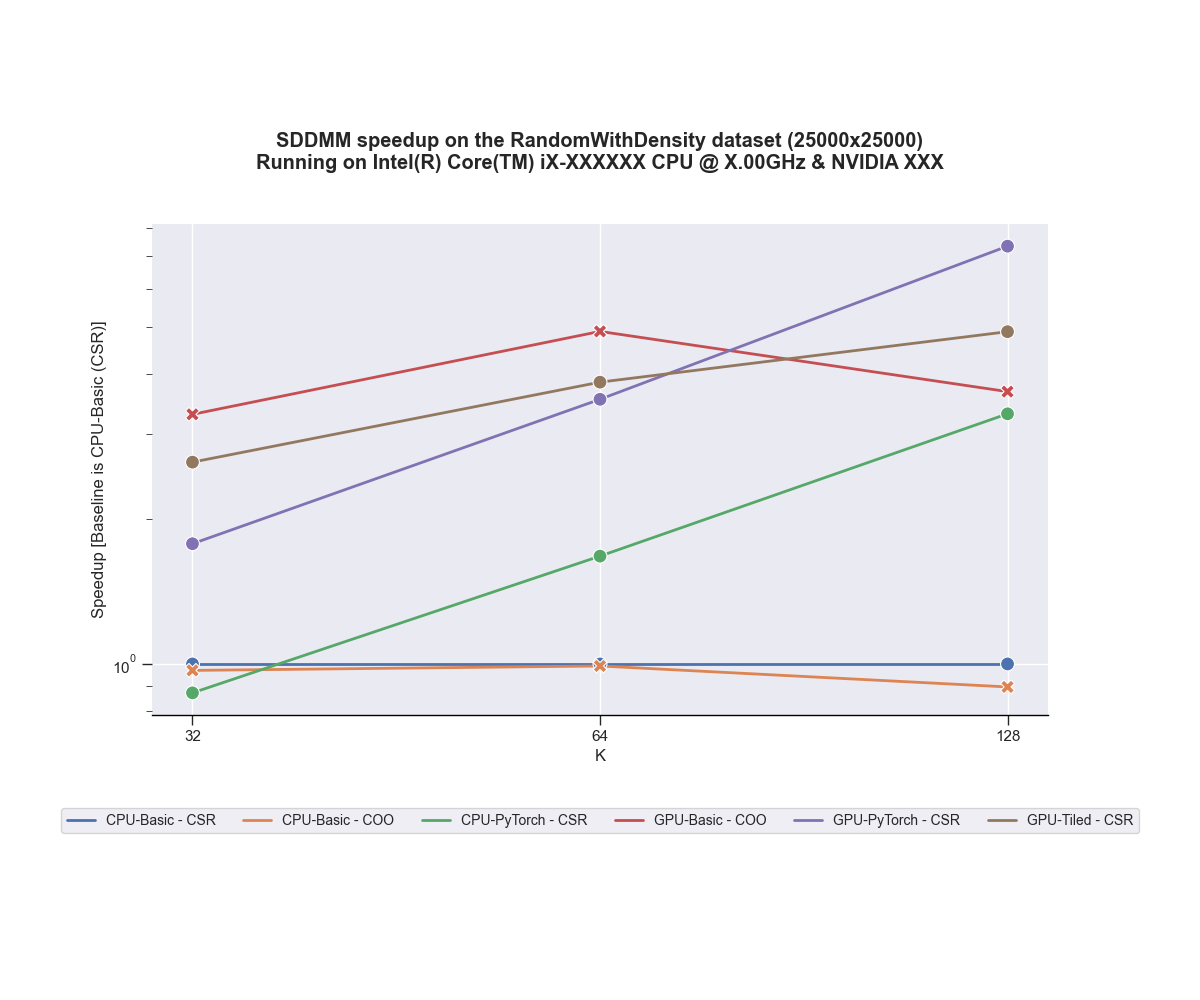 SDDMM speedup on the RandomWithDensity dataset (25000x25000)
Running on Intel(R) Core(TM) iX-XXXXXX CPU @ X.00GHz & NVIDIA XXX
Speedup [Baseline is CPU-Basic (CSR)]
10^0
32 64 128
K
CPU-Basic - CSR CPU-Basic - COO CPU-PyTorch - CSR GPU-Basic - COO GPU-PyTorch - CSR GPU-Tiled - CSR